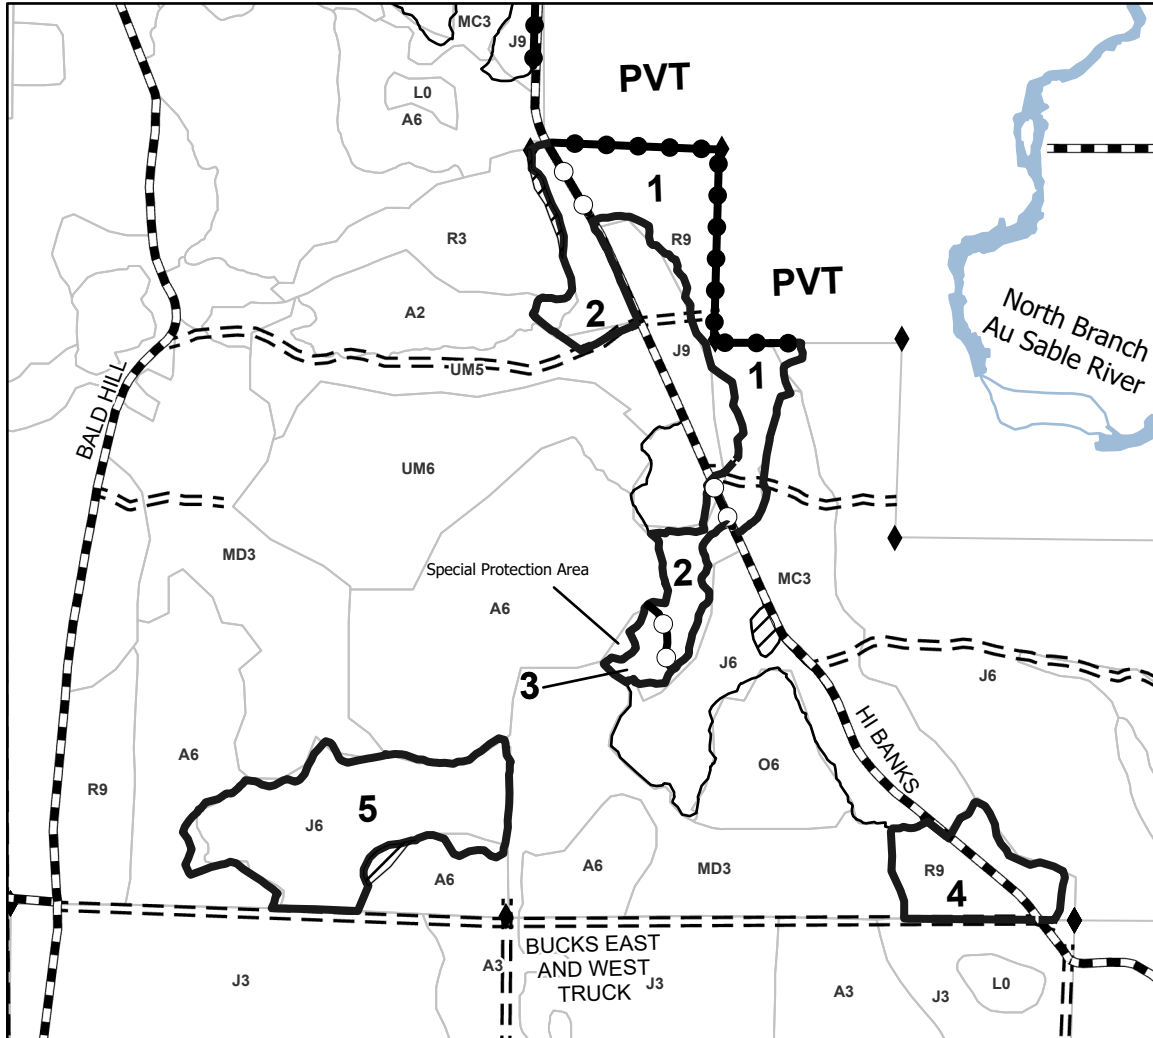 MC3
J9
PVT
L0
A6
1
R3
R9
PVT
A2
2
North Branch
Au Sable River
J9
UM5
1
BALD HILL
UM6
MD3
2
Special Protection Area
MC3
A6
J6
3
J6
A6
HI BANKS
O6
R9
5
J6
A6
A6
MD3
R9
4
BUCKS EAST
AND WEST
TRUCK
A3
J3
J3
A3
J3
L0